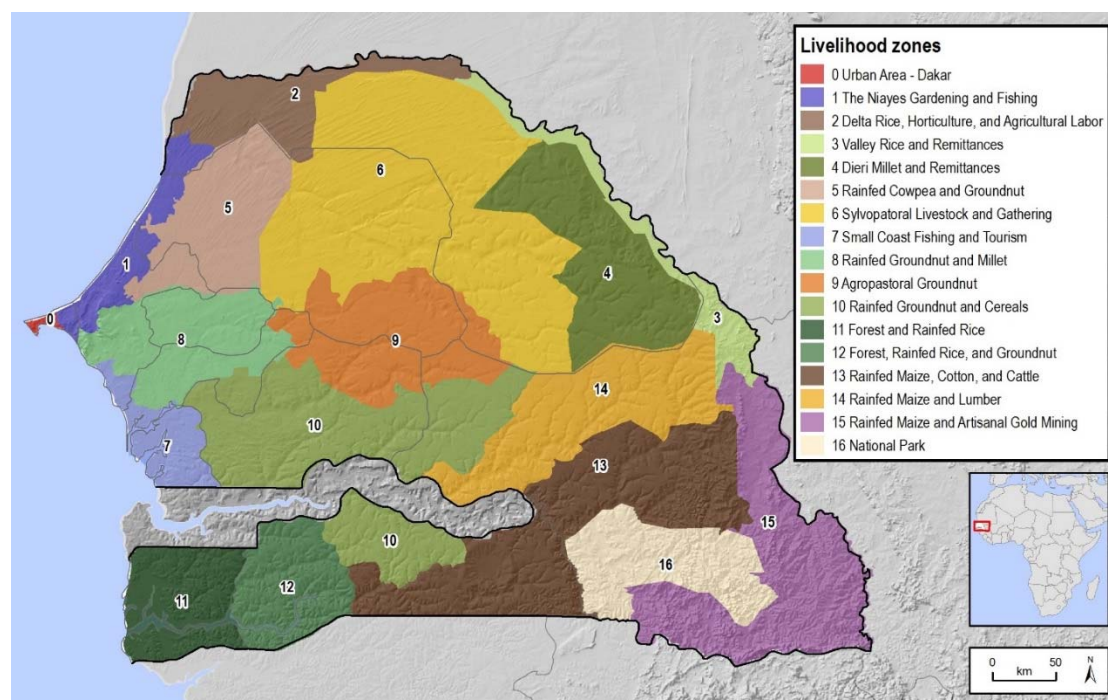 Livelihood zones
0 Urban Area - Dakar
1 The Niayes Gardening and Fishing
2 Delta Rice, Horticulture, and Agricultural Labor
3 Valley Rice and Remittances
4 Dieri Millet and Remittances
5 Rainfed Cowpea and Groundnut
6 Sylvopatoral Livestock and Gathering
7 Small Coast Fishing and Tourism
8 Rainfed Groundnut and Millet
9 Agropastoral Groundnut
10 Rainfed Groundnut and Cereals
11 Forest and Rainfed Rice
12 Forest, Rainfed Rice, and Groundnut
13 Rainfed Maize, Cotton, and Cattle
14 Rainfed Maize and Lumber
15 Rainfed Maize and Artisanal Gold Mining
16 National Park
2
6
5
1
4
0
3
8
9
14
10
7
13
15
10
16
12
11
0 50
km
N